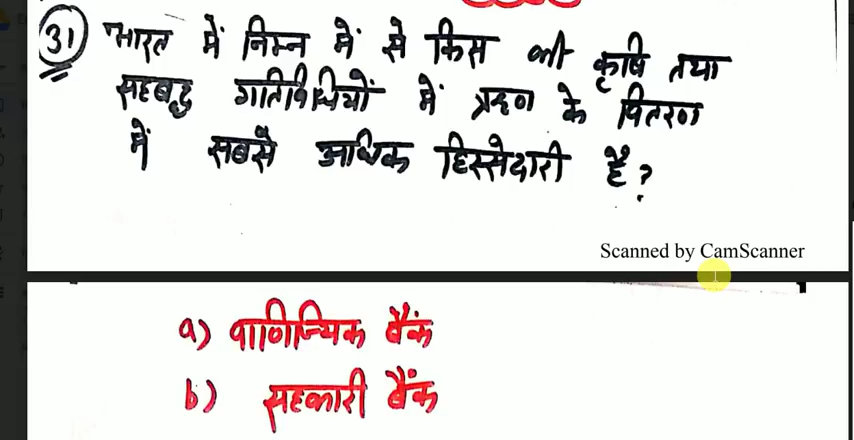 31) भारत में निम्न में से किस की कृषि तथा
सहबद्ध गतिविधियों में ऋण के वितरण
में सबसे अधिक हिस्सेदारी है?
Scanned by CamScanner
a) वाणिज्यिक बैंक
b) सहकारी बैंक